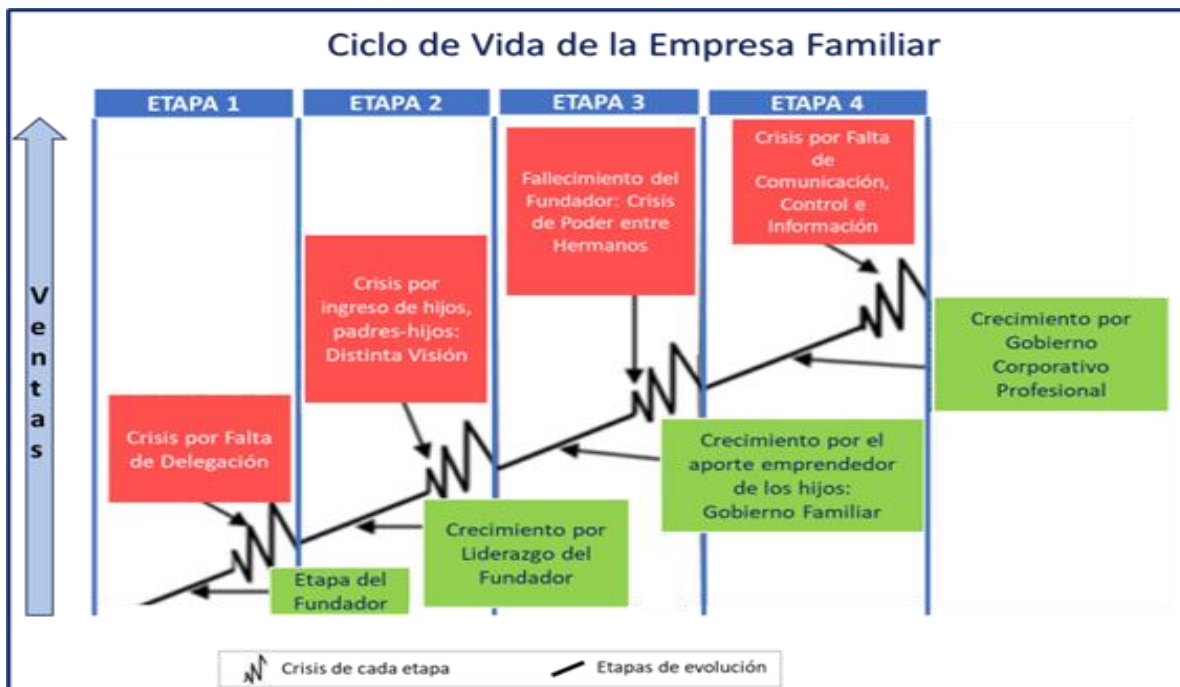 Ciclo de Vida de la Empresa Familiar
ETAPA 1
ETAPA 2
ETAPA 3
ETAPA 4
Ventas
Crisis por Falta
de Delegación
Crisis por
ingreso de hijos,
padres-hijos:
Distinta Visión
Fallecimiento del
Fundador: Crisis
de Poder entre
Hermanos
Crisis por Falta
de
Comunicación,
Control e
Información
Etapa del
Fundador
Crecimiento por
Liderazgo del
Fundador
Crecimiento por el
aporte emprendedor
de los hijos:
Gobierno Familiar
Crecimiento por
Gobierno
Corporativo
Profesional
Crisis de cada etapa
Etapas de evolución